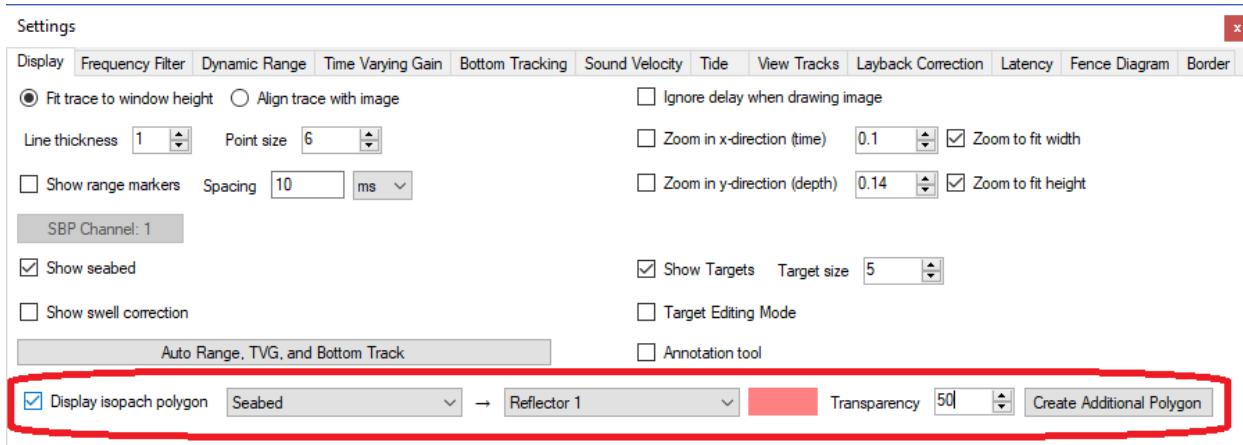 Settings
x
Display Frequency Filter Dynamic Range Time Varying Gain Bottom Tracking Sound Velocity Tide View Tracks Layback Correction Latency Fence Diagram Border
Fit trace to window height Align trace with image Ignore delay when drawing image
Line thickness 1 Point size 6 Zoom in x-direction (time) 0.1 Zoom to fit width
Show range markers Spacing 10 ms Zoom in y-direction (depth) 0.14 Zoom to fit height
SBP Channel: 1
Show seabed Show Targets Target size 5
Show swell correction Target Editing Mode
Auto Range, TVG, and Bottom Track Annotation tool
Display isopach polygon Seabed → Reflector 1 Transparency 50 Create Additional Polygon